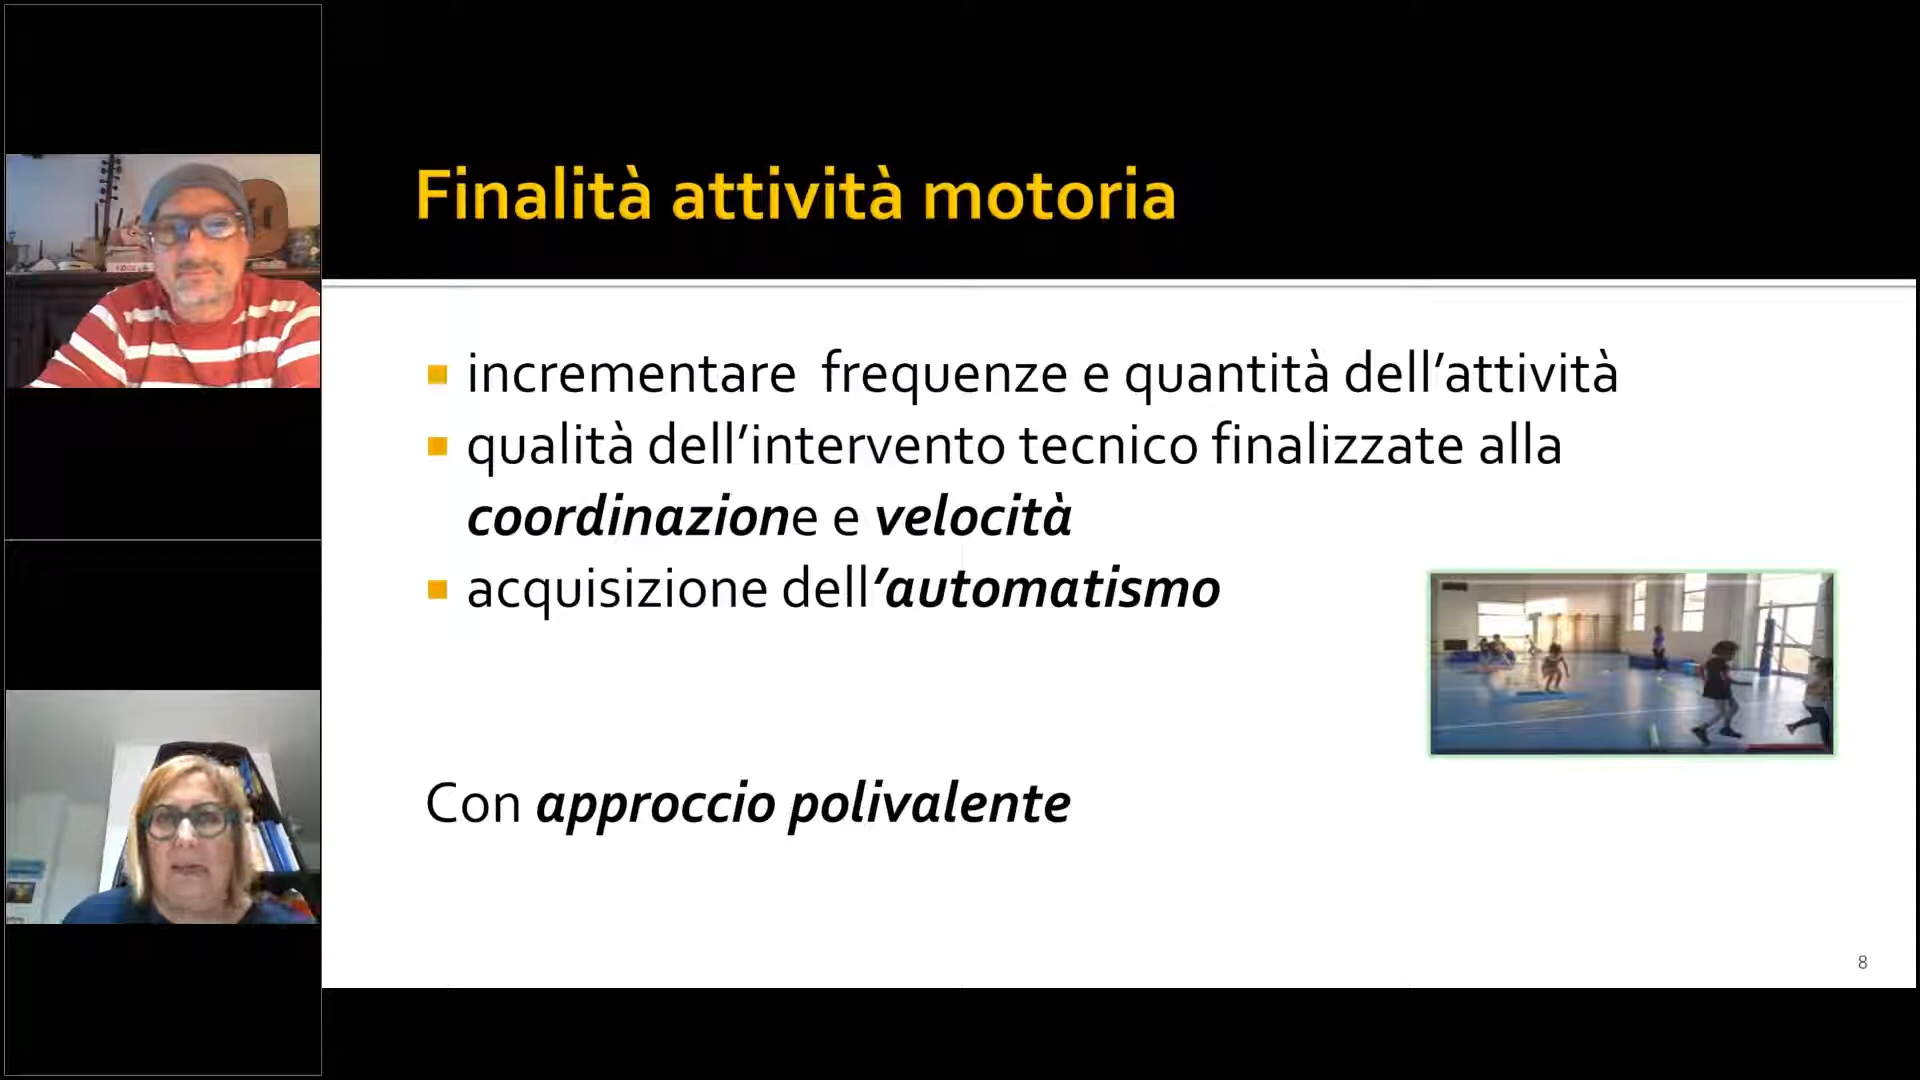 Finalità attività motoria
incrementare frequenze e quantità dell’attività
qualità dell’intervento tecnico finalizzate alla
coordinazione e velocità
acquisizione dell’automatismo
Con approccio polivalente
8